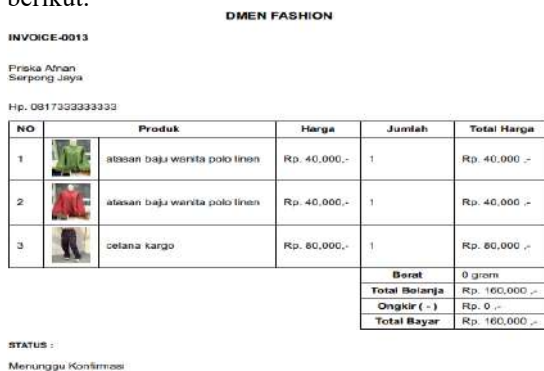 berikut.
DMEN FASHION
INVOICE-0013
Priska Afnan
Serpong Jaya
Hp. 0817333333333
NO Produk Harga Jumlah Total Harga
1 atasan baju wanita polo linen Rp. 40,000,- 1 Rp. 40,000 ,-
2 atasan baju wanita polo linen Rp. 40,000,- 1 Rp. 40,000 ,-
3 celana kargo Rp. 80,000,- 1 Rp. 80,000 ,-
Berat 0 gram
Total Belanja Rp. 160,000 ,-
Ongkir ( - ) Rp. 0 ,-
Total Bayar Rp. 160,000 ,-
STATUS :
Menunggu Konfirmasi